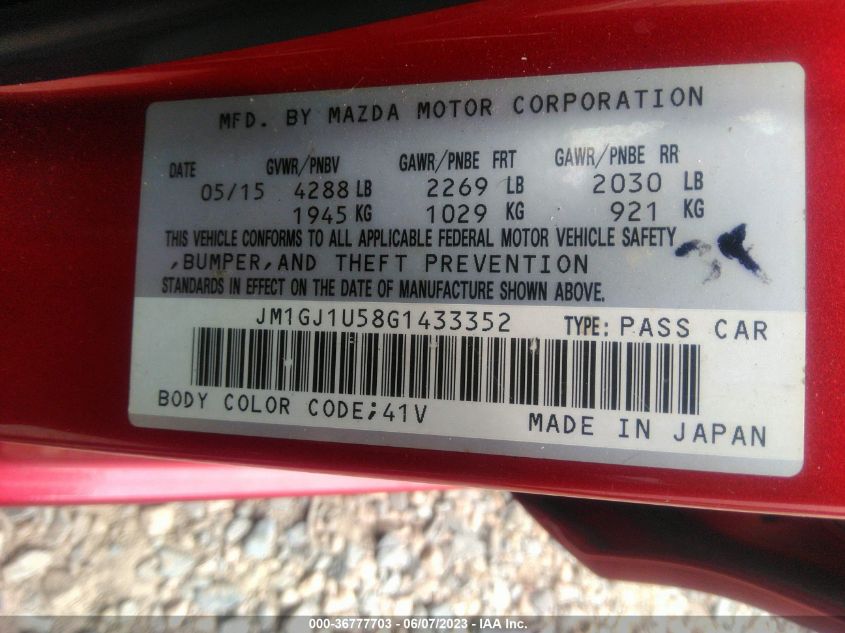 MFD. BY MAZDA MOTOR CORPORATION
DATE GVWR/PNBV GAWR/PNBE FRT GAWR/PNBE RR
05/15 4288 LB 2269 LB 2030 LB
1945 KG 1029 KG 921 KG
THIS VEHICLE CONFORMS TO ALL APPLICABLE FEDERAL MOTOR VEHICLE SAFETY
,BUMPER,AND THEFT PREVENTION
STANDARDS IN EFFECT ON THE DATE OF MANUFACTURE SHOWN ABOVE.
JM1GJ1U58G1433352 TYPE: PASS CAR
BODY COLOR CODE;41V MADE IN JAPAN
000-36777703 - 06/07/2023 - IAA Inc.